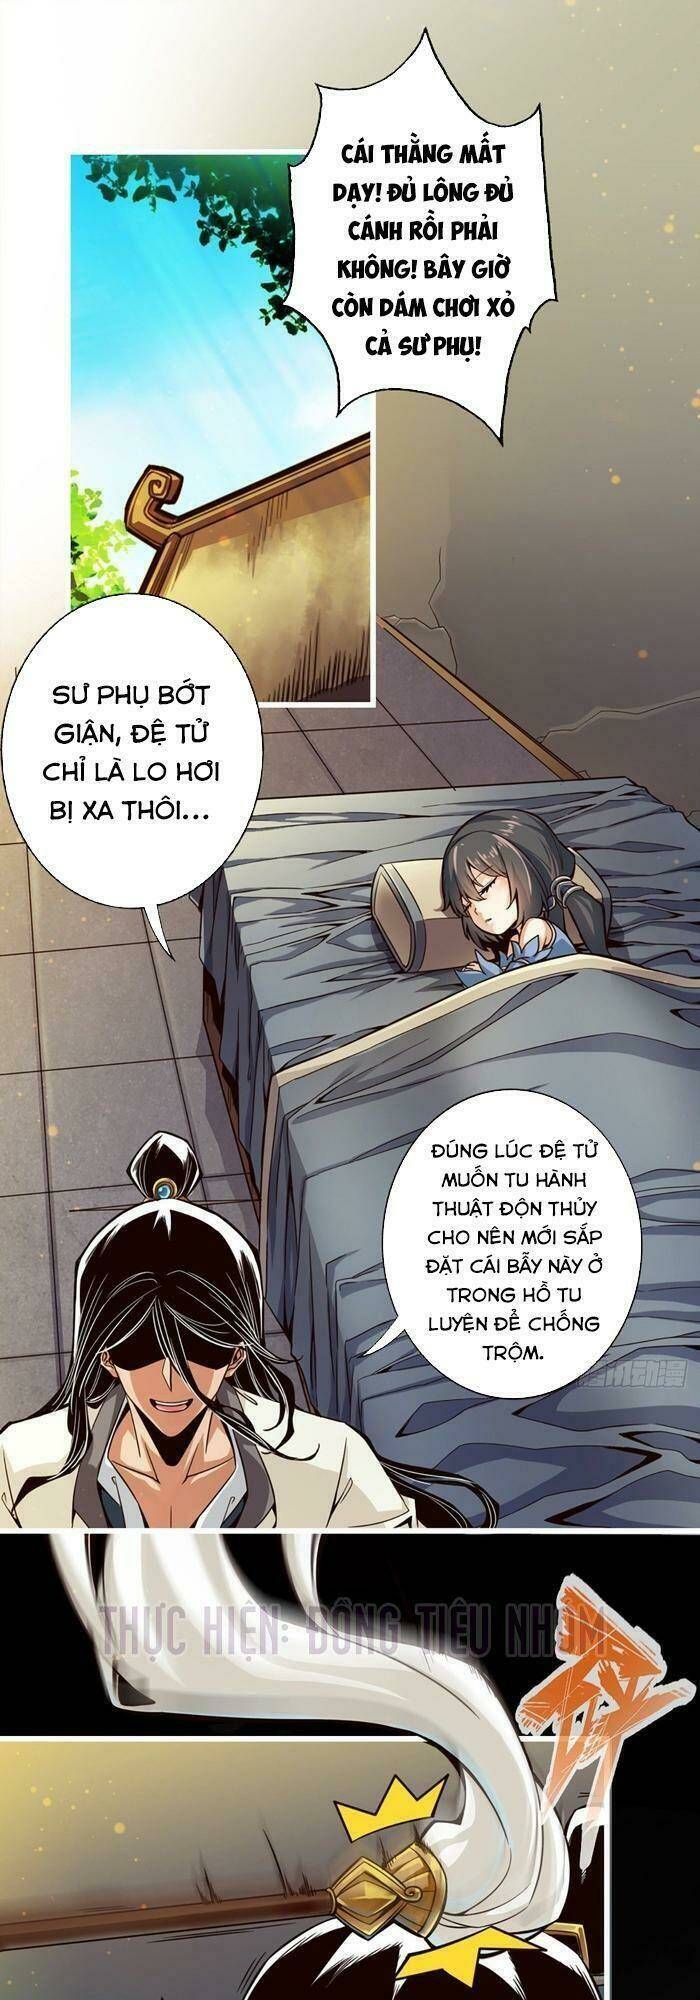 CÁI THẰNG MẤT
DẠY! ĐỦ LÔNG ĐỦ
CÁNH RỒI PHẢI
KHÔNG! BÂY GIỜ
CÒN DÁM CHƠI XỎ
CẢ SƯ PHỤ!
SƯ PHỤ BỚT
GIẬN, ĐỆ TỬ
CHỈ LÀ LO HƠI
BỊ XA THÔI...
ĐÚNG LÚC ĐỆ TỬ
MUỐN TU HÀNH
THUẬT ĐỘN THỦY
CHO NÊN MỚI SẮP
ĐẶT CÁI BẪY NÀY Ở
TRONG HỒ TU
LUYỆN ĐỂ CHỐNG
TRỘM.
THỰC HIỆN: ĐÔNG TIÊU NHÓM